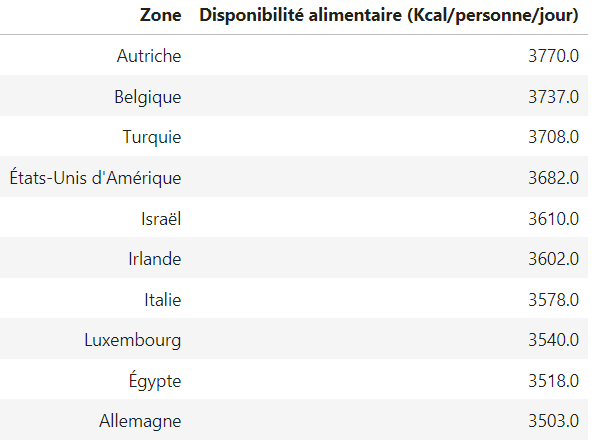 Zone Disponibilité alimentaire (Kcal/personne/jour)
Autriche 3770.0
Belgique 3737.0
Turquie 3708.0
États-Unis d'Amérique 3682.0
Israël 3610.0
Irlande 3602.0
Italie 3578.0
Luxembourg 3540.0
Égypte 3518.0
Allemagne 3503.0